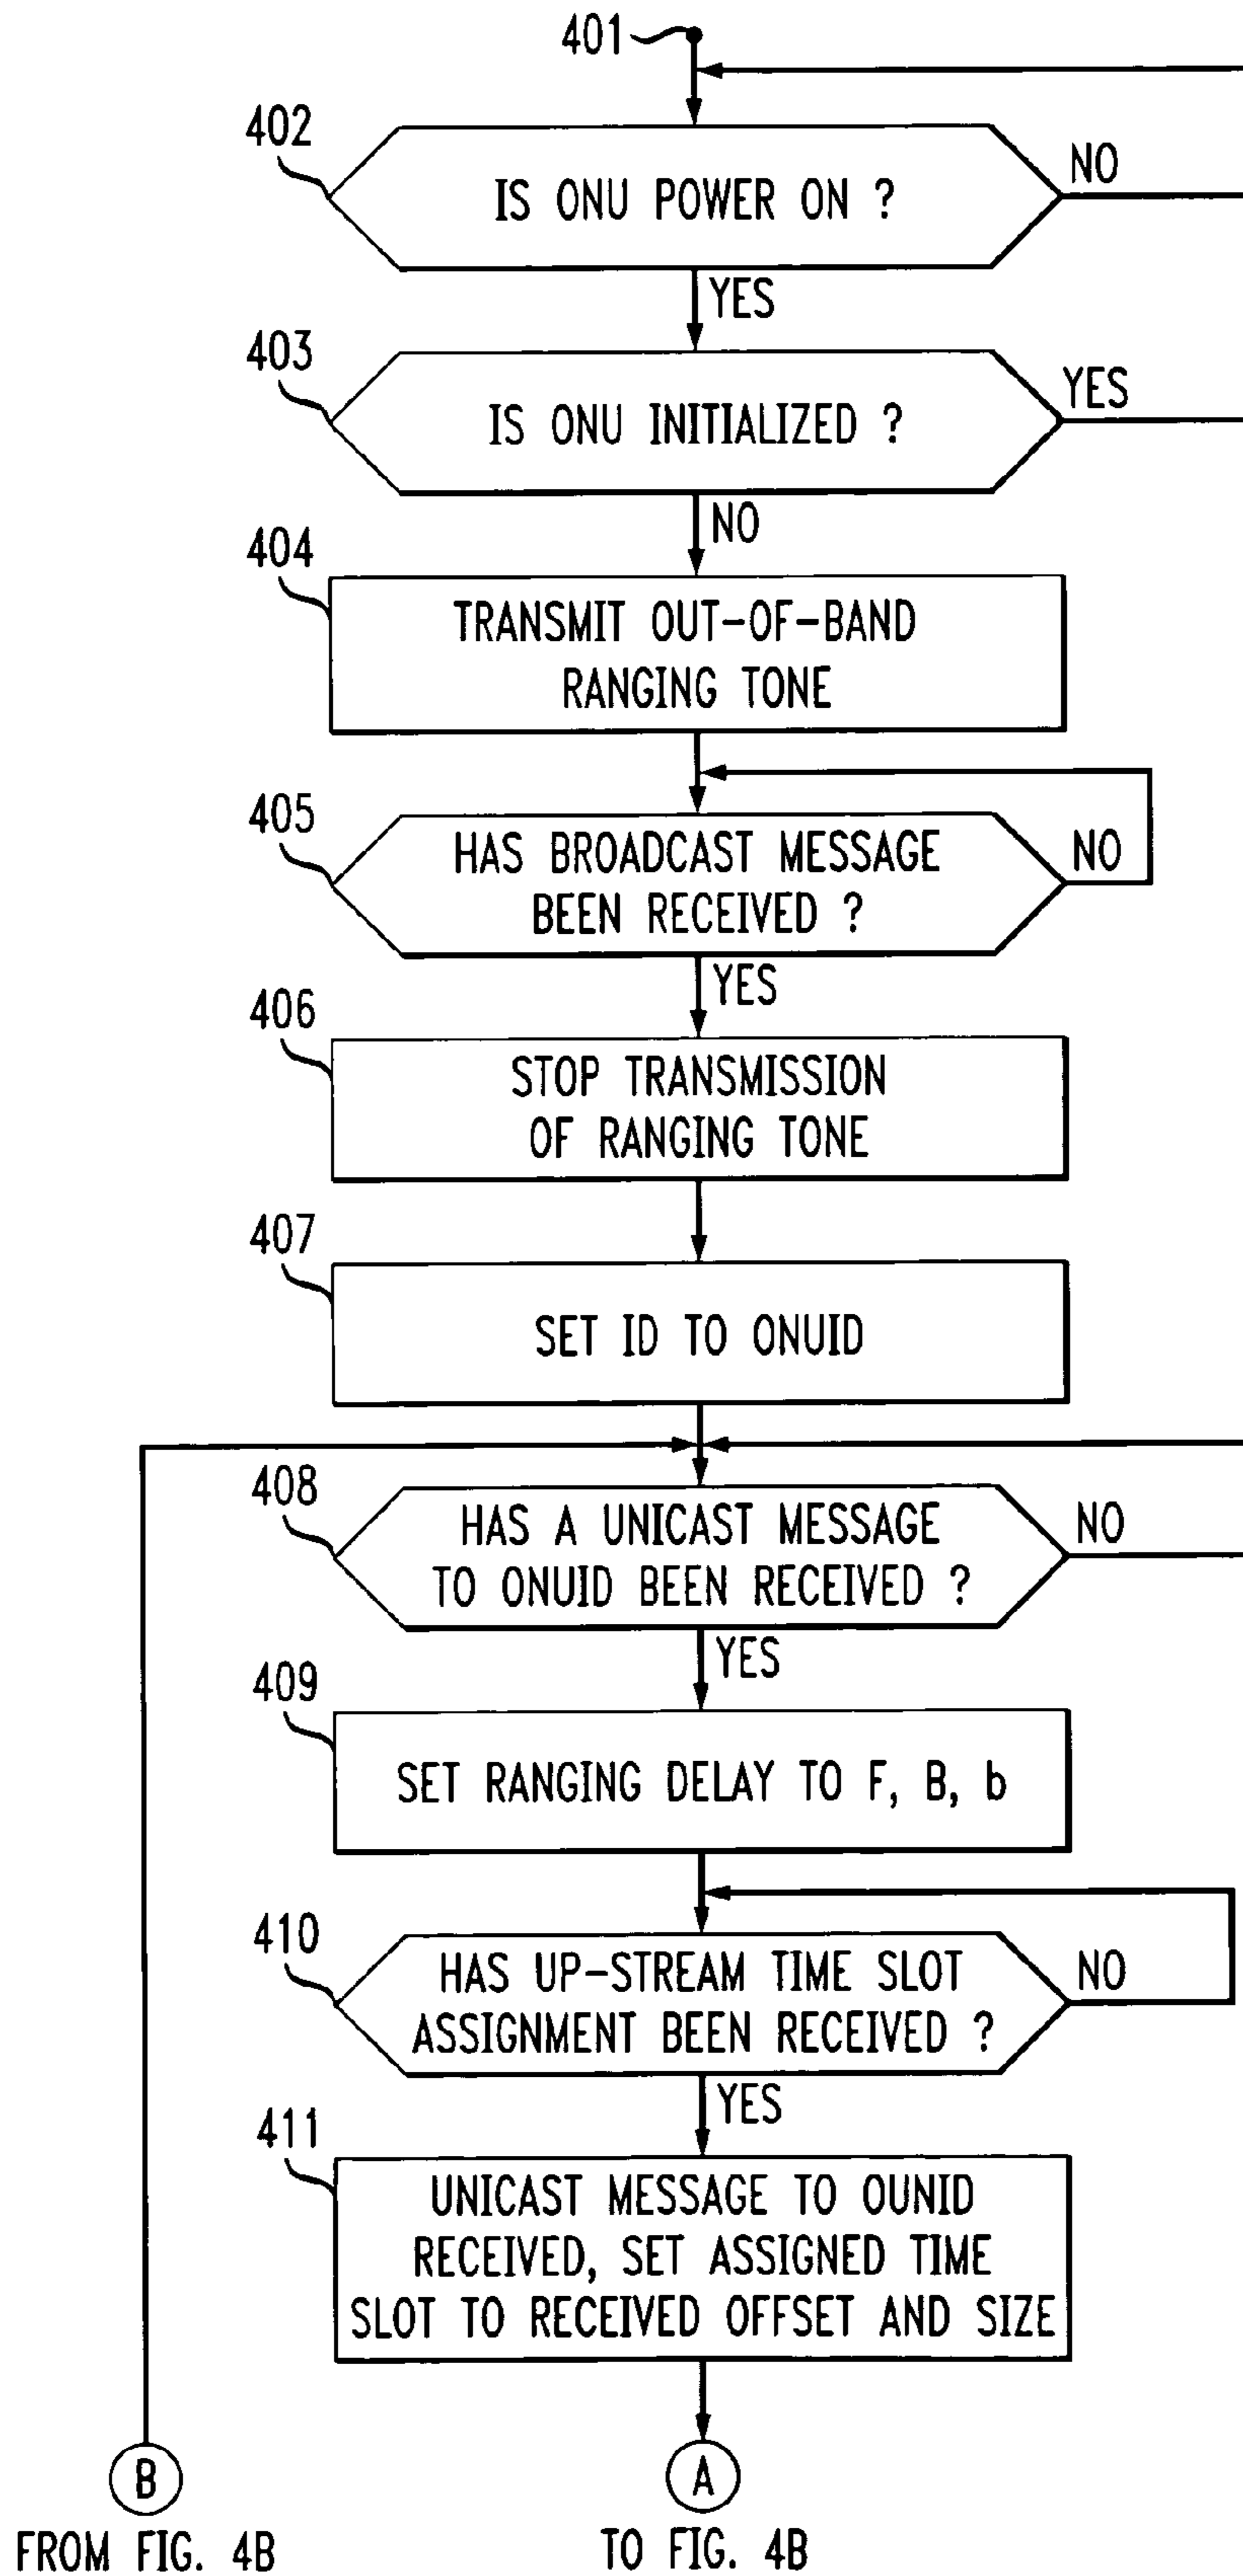 401
402
IS ONU POWER ON ?
NO
YES
403
IS ONU INITIALIZED ?
YES
NO
404
TRANSMIT OUT-OF-BAND
RANGING TONE
405
HAS BROADCAST MESSAGE
BEEN RECEIVED ?
NO
YES
406
STOP TRANSMISSION
OF RANGING TONE
407
SET ID TO ONUID
408
HAS A UNICAST MESSAGE
TO ONUID BEEN RECEIVED ?
NO
YES
409
SET RANGING DELAY TO F, B, b
410
HAS UP-STREAM TIME SLOT
ASSIGNMENT BEEN RECEIVED ?
NO
YES
411
UNICAST MESSAGE TO OUNID
RECEIVED, SET ASSIGNED TIME
SLOT TO RECEIVED OFFSET AND SIZE
B
FROM FIG. 4B
A
TO FIG. 4B